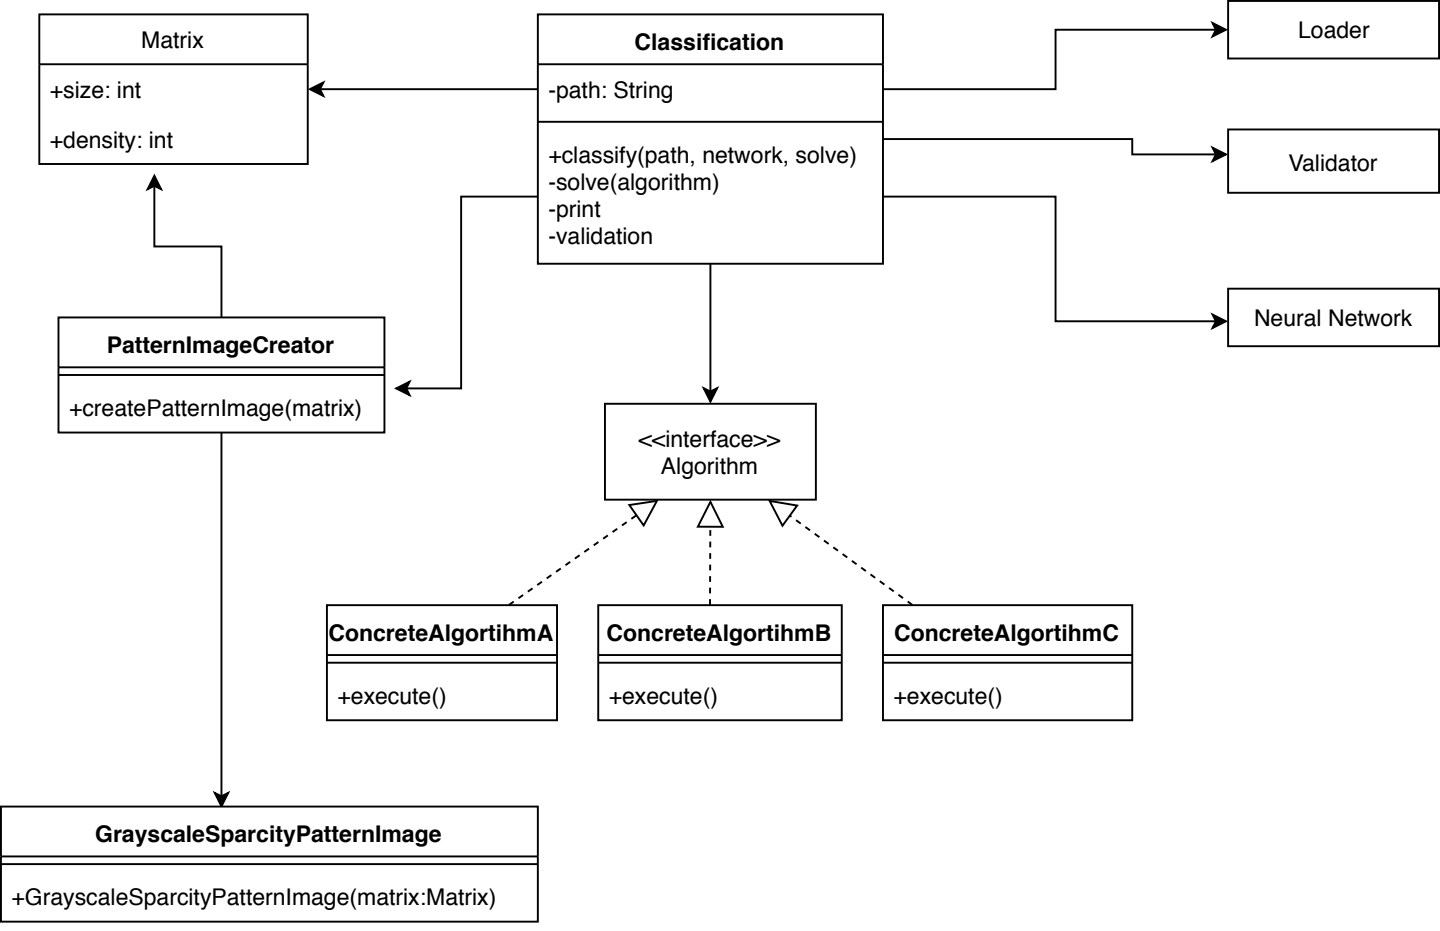 Matrix
+size: int
+density: int
Classification
-path: String
+classify(path, network, solve)
-solve(algorithm)
-print
-validation
Loader
Validator
Neural Network
PatternImageCreator
+createPatternImage(matrix)
<<interface>>
Algorithm
ConcreteAlgortihmA
+execute()
ConcreteAlgortihmB
+execute()
ConcreteAlgortihmC
+execute()
GrayscaleSparcityPatternImage
+GrayscaleSparcityPatternImage(matrix:Matrix)